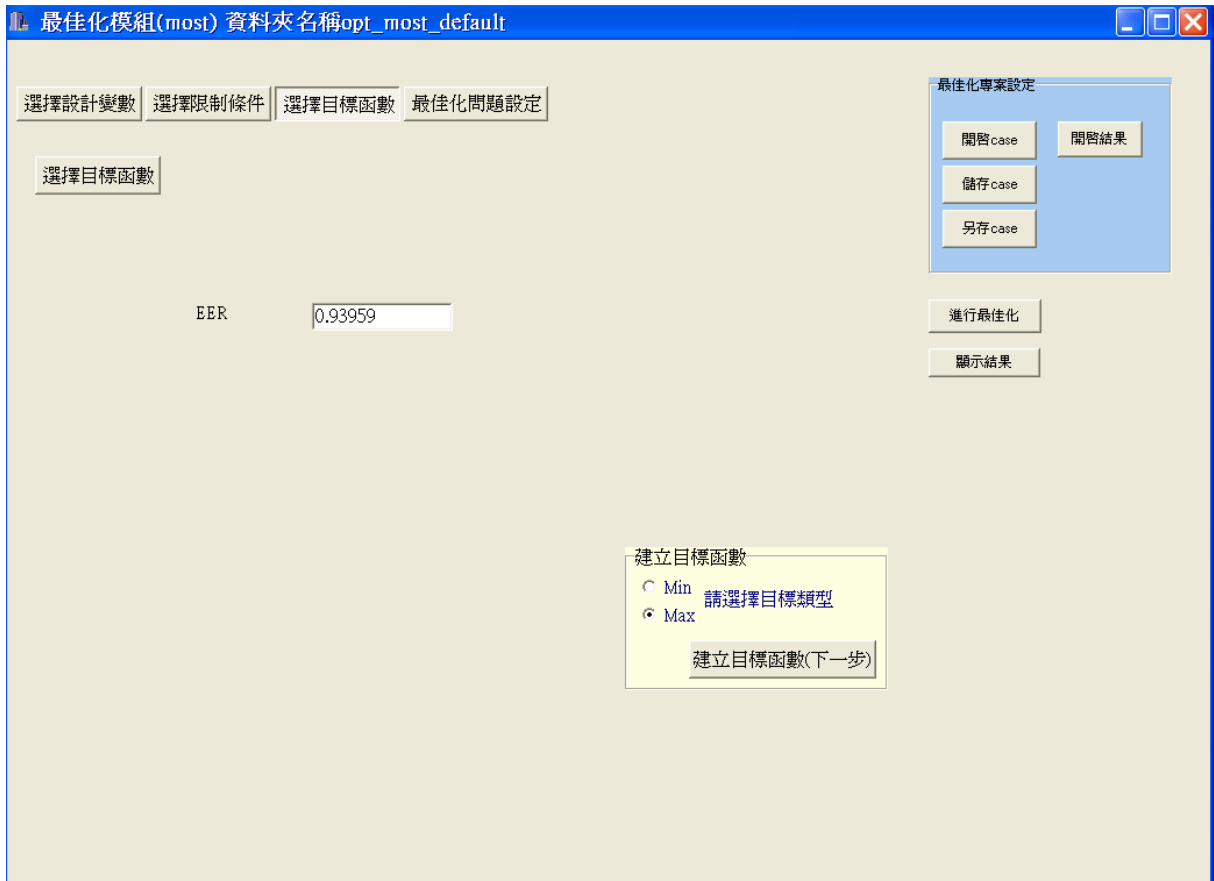 最佳化模組(most) 資料夾名稱opt_most_default
選擇設計變數 選擇限制條件 選擇目標函數 最佳化問題設定
選擇目標函數
最佳化專案設定
開啓case 開啓結果
儲存case
另存case
EER 0.93959
進行最佳化
顯示結果
建立目標函數
Min
請選擇目標類型
Max
建立目標函數(下一步)